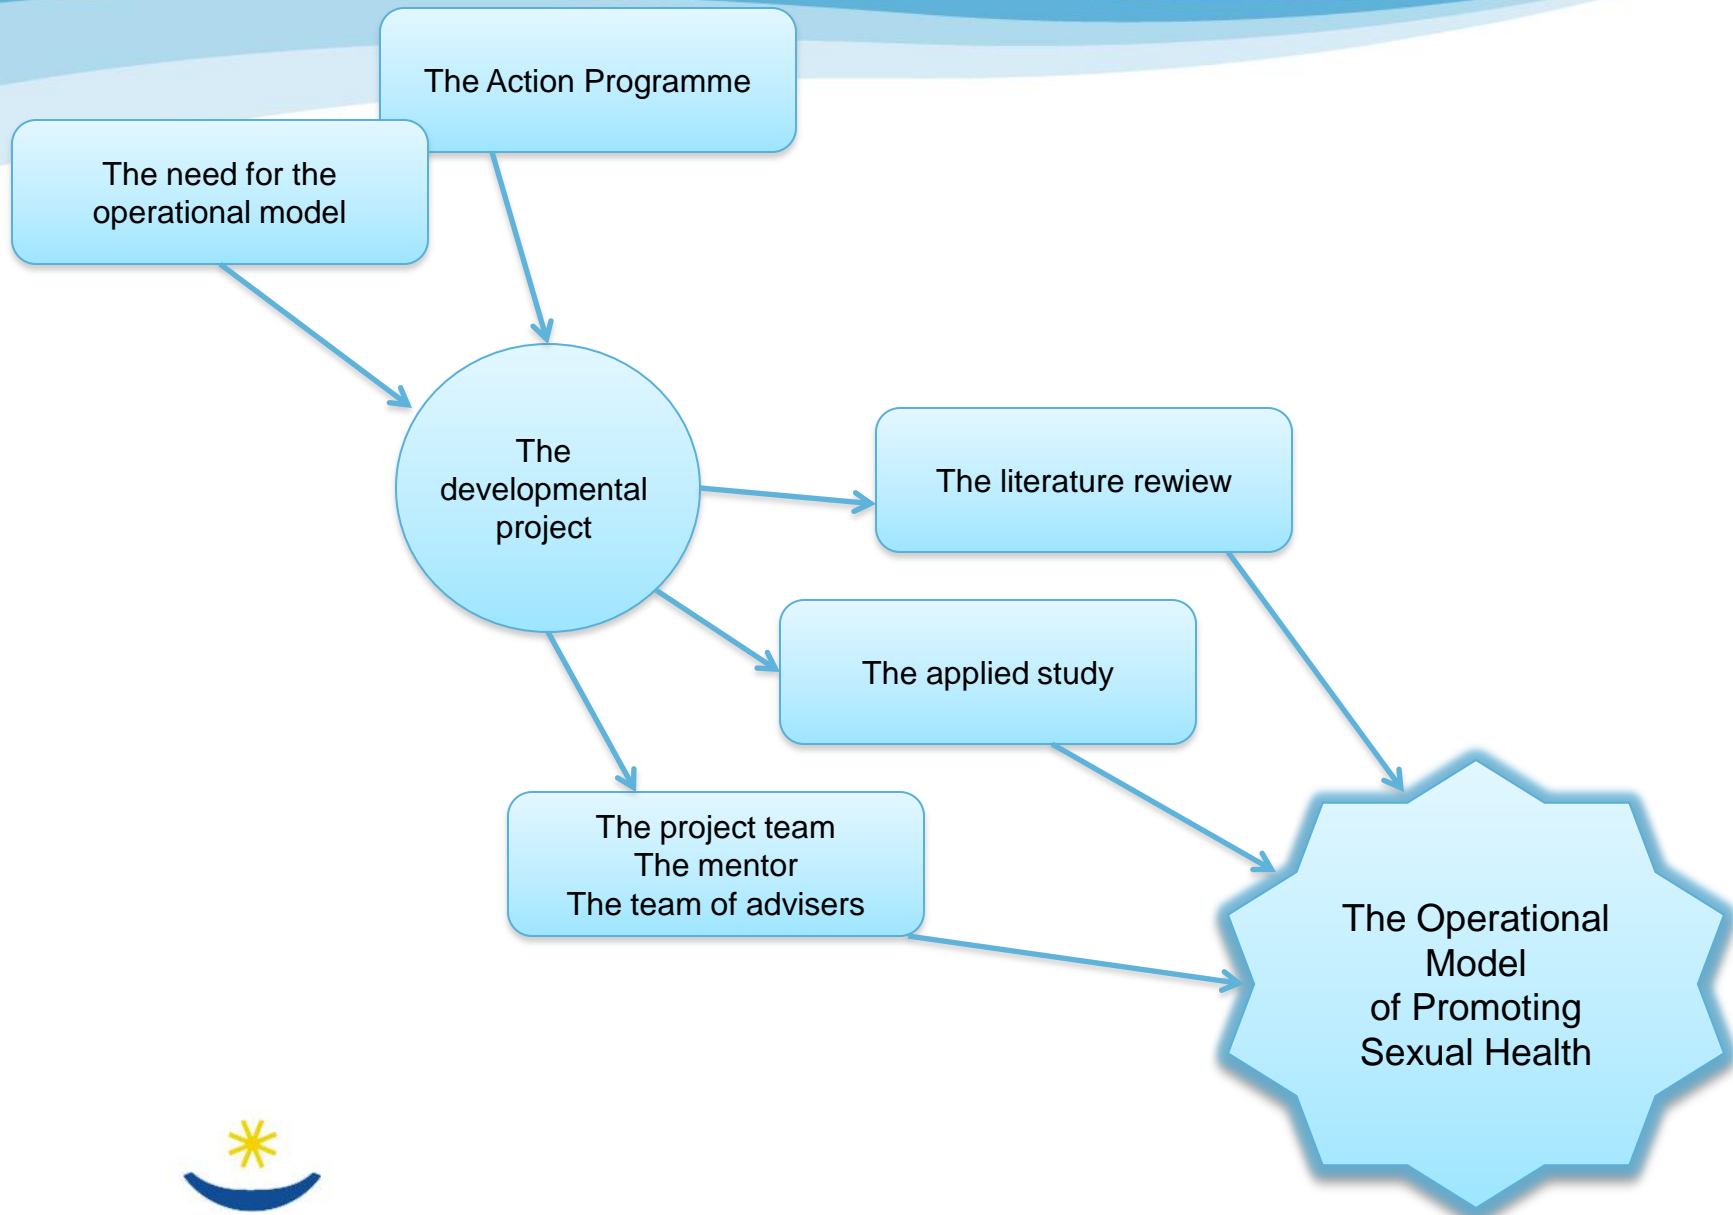 The Action Programme
The need for the
operational model
The
developmental
project
The literature rewiew
The applied study
The project team
The mentor
The team of advisers
The Operational
Model
of Promoting
Sexual Health